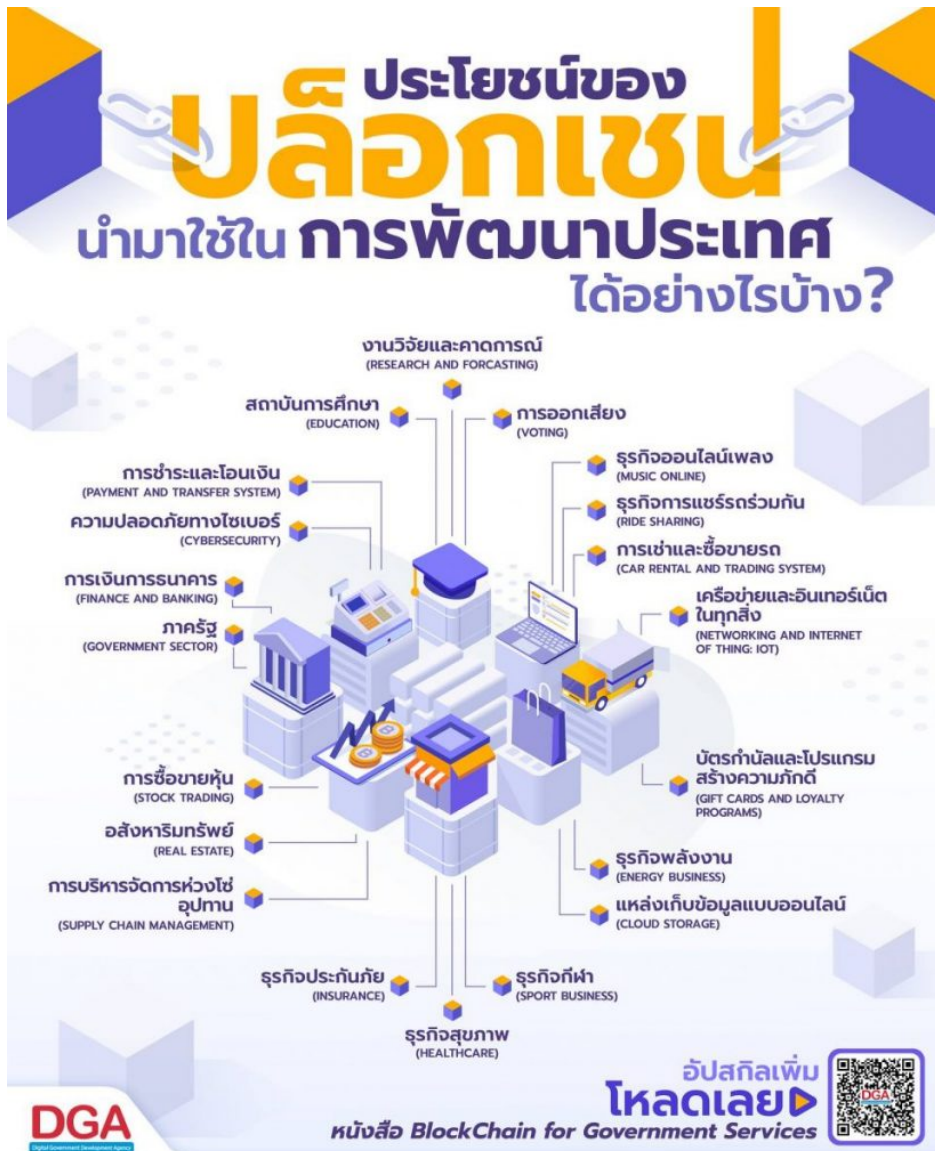 ประโยชน์ของ
บล็อกเชน
นำมาใช้ใน การพัฒนาประเทศ
ได้อย่างไรบ้าง?
งานวิจัยและคาดการณ์
(RESEARCH AND FORCASTING)
สถาบันการศึกษา
(EDUCATION)
การออกเสียง
(VOTING)
การชำระและโอนเงิน
(PAYMENT AND TRANSFER SYSTEM)
ธุรกิจออนไลน์เพลง
(MUSIC ONLINE)
ความปลอดภัยทางไซเบอร์
(CYBERSECURITY)
ธุรกิจการแชร์รถร่วมกัน
(RIDE SHARING)
การเช่าและซื้อขายรถ
(CAR RENTAL AND TRADING SYSTEM)
การเงินการธนาคาร
(FINANCE AND BANKING)
เครือข่ายและอินเทอร์เน็ต
ในทุกสิ่ง
(NETWORKING AND INTERNET
OF THING: IOT)
ภาครัฐ
(GOVERNMENT SECTOR)
การซื้อขายหุ้น
(STOCK TRADING)
บัตรกำนัลและโปรแกรม
สร้างความภักดี
(GIFT CARDS AND LOYALTY
PROGRAMS)
อสังหาริมทรัพย์
(REAL ESTATE)
ธุรกิจพลังงาน
(ENERGY BUSINESS)
การบริหารจัดการห่วงโซ่
อุปทาน
(SUPPLY CHAIN MANAGEMENT)
แหล่งเก็บข้อมูลแบบออนไลน์
(CLOUD STORAGE)
ธุรกิจประกันภัย
(INSURANCE)
ธุรกิจกีฬา
(SPORT BUSINESS)
ธุรกิจสุขภาพ
(HEALTHCARE)
อัปสกิลเพิ่ม
โหลดเลย
หนังสือ BlockChain for Government Services
DGA
DGA
Digital Government Development Agency